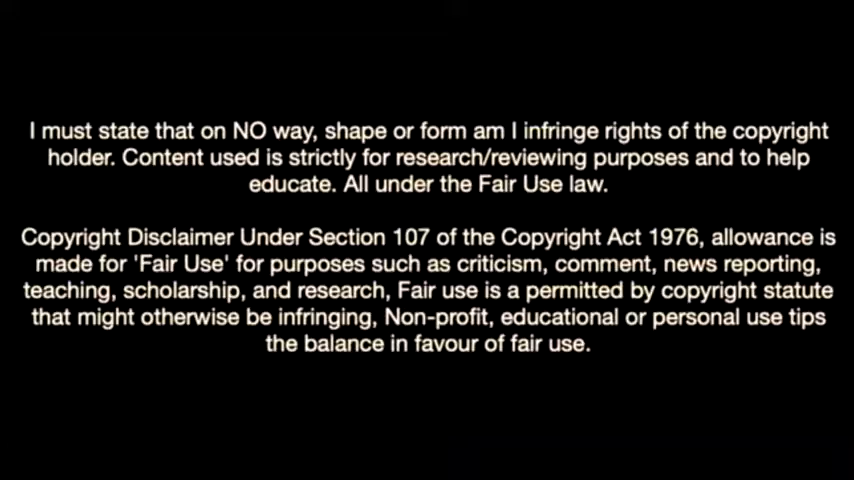 I must state that on NO way, shape or form am I infringe rights of the copyright
holder. Content used is strictly for research/reviewing purposes and to help
educate. All under the Fair Use law.
Copyright Disclaimer Under Section 107 of the Copyright Act 1976, allowance is
made for 'Fair Use' for purposes such as criticism, comment, news reporting,
teaching, scholarship, and research, Fair use is a permitted by copyright statute
that might otherwise be infringing, Non-profit, educational or personal use tips
the balance in favour of fair use.